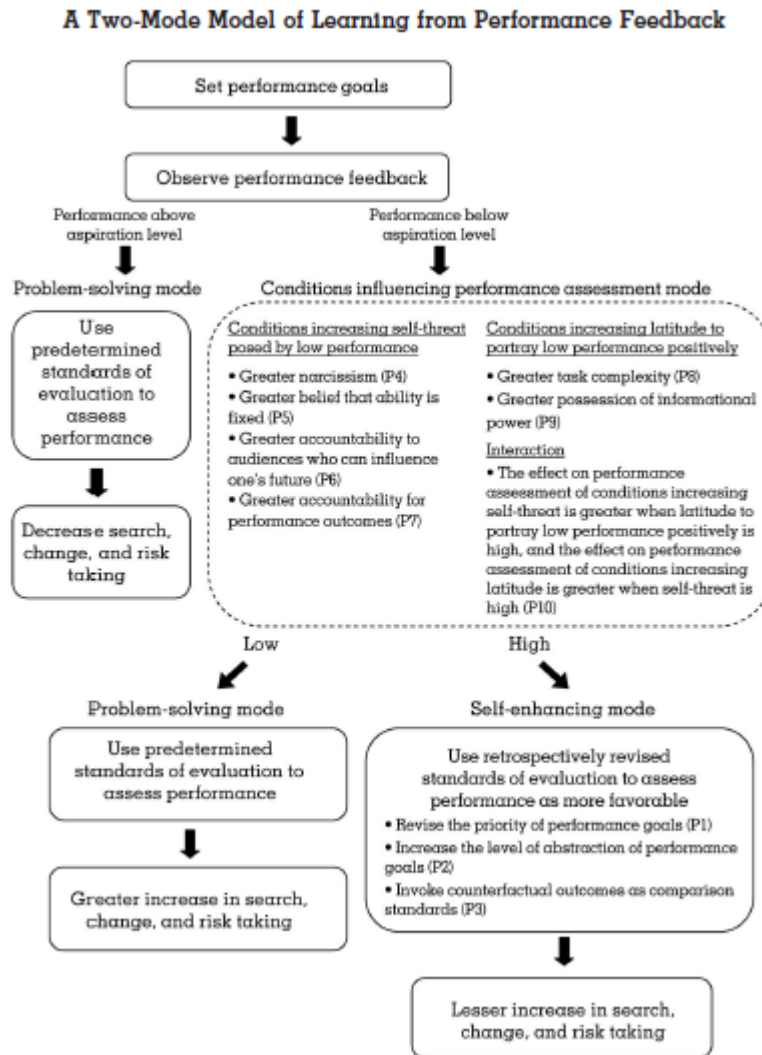 A Two-Mode Model of Learning from Performance Feedback
Set performance goals
Observe performance feedback
Performance above
aspiration level
Performance below
aspiration level
Problem-solving mode
Use
predetermined
standards of
evaluation to
assess
performance
Decrease search,
change, and risk
taking
Conditions influencing performance assessment mode
Conditions increasing self-threat
posed by low performance
• Greater narcissism (P4)
• Greater belief that ability is
fixed (P5)
• Greater accountability to
audiences who can influence
one's future (P6)
• Greater accountability for
performance outcomes (P7)
Conditions increasing latitude to
portray low performance positively
• Greater task complexity (P8)
• Greater possession of informational
power (P9)
Interaction
• The effect on performance
assessment of conditions increasing
self-threat is greater when latitude to
portray low performance positively is
high, and the effect on performance
assessment of conditions increasing
latitude is greater when self-threat is
high (P10)
Low
High
Problem-solving mode
Use predetermined
standards of evaluation to
assess performance
Greater increase in search,
change, and risk taking
Self-enhancing mode
Use retrospectively revised
standards of evaluation to assess
performance as more favorable
• Revise the priority of performance goals (P1)
• Increase the level of abstraction of performance
goals (P2)
• Invoke counterfactual outcomes as comparison
standards (P3)
Lesser increase in search,
change, and risk taking